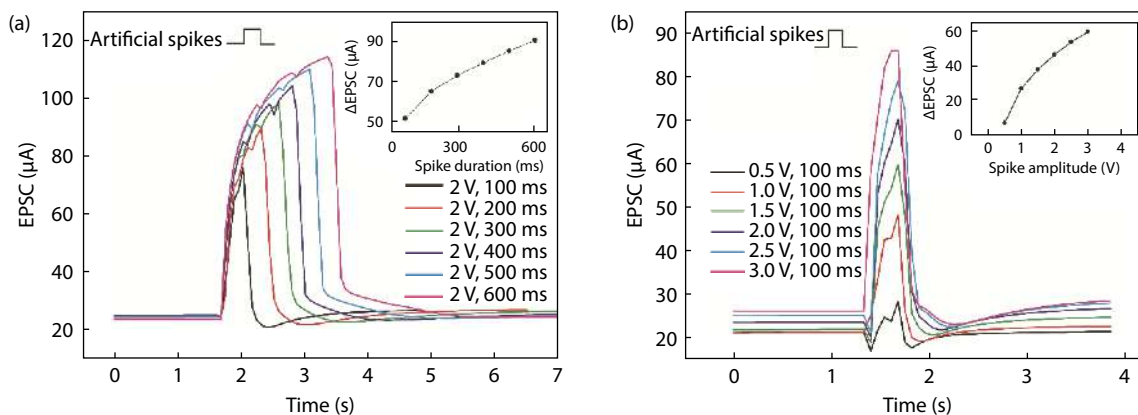 (a)
120
100
80
60
40
20
EPSC (µA)
0 1 2 3 4 5 6 7
Time (s)
Artificial spikes
90
70
50
ΔEPSC (µA)
0 300 600
Spike duration (ms)
2 V, 100 ms
2 V, 200 ms
2 V, 300 ms
2 V, 400 ms
2 V, 500 ms
2 V, 600 ms
(b)
90
80
70
60
50
40
30
20
EPSC (µA)
0 1 2 3 4
Time (s)
Artificial spikes
60
40
20
0
ΔEPSC (µA)
0 1 2 3 4
Spike amplitude (V)
0.5 V, 100 ms
1.0 V, 100 ms
1.5 V, 100 ms
2.0 V, 100 ms
2.5 V, 100 ms
3.0 V, 100 ms